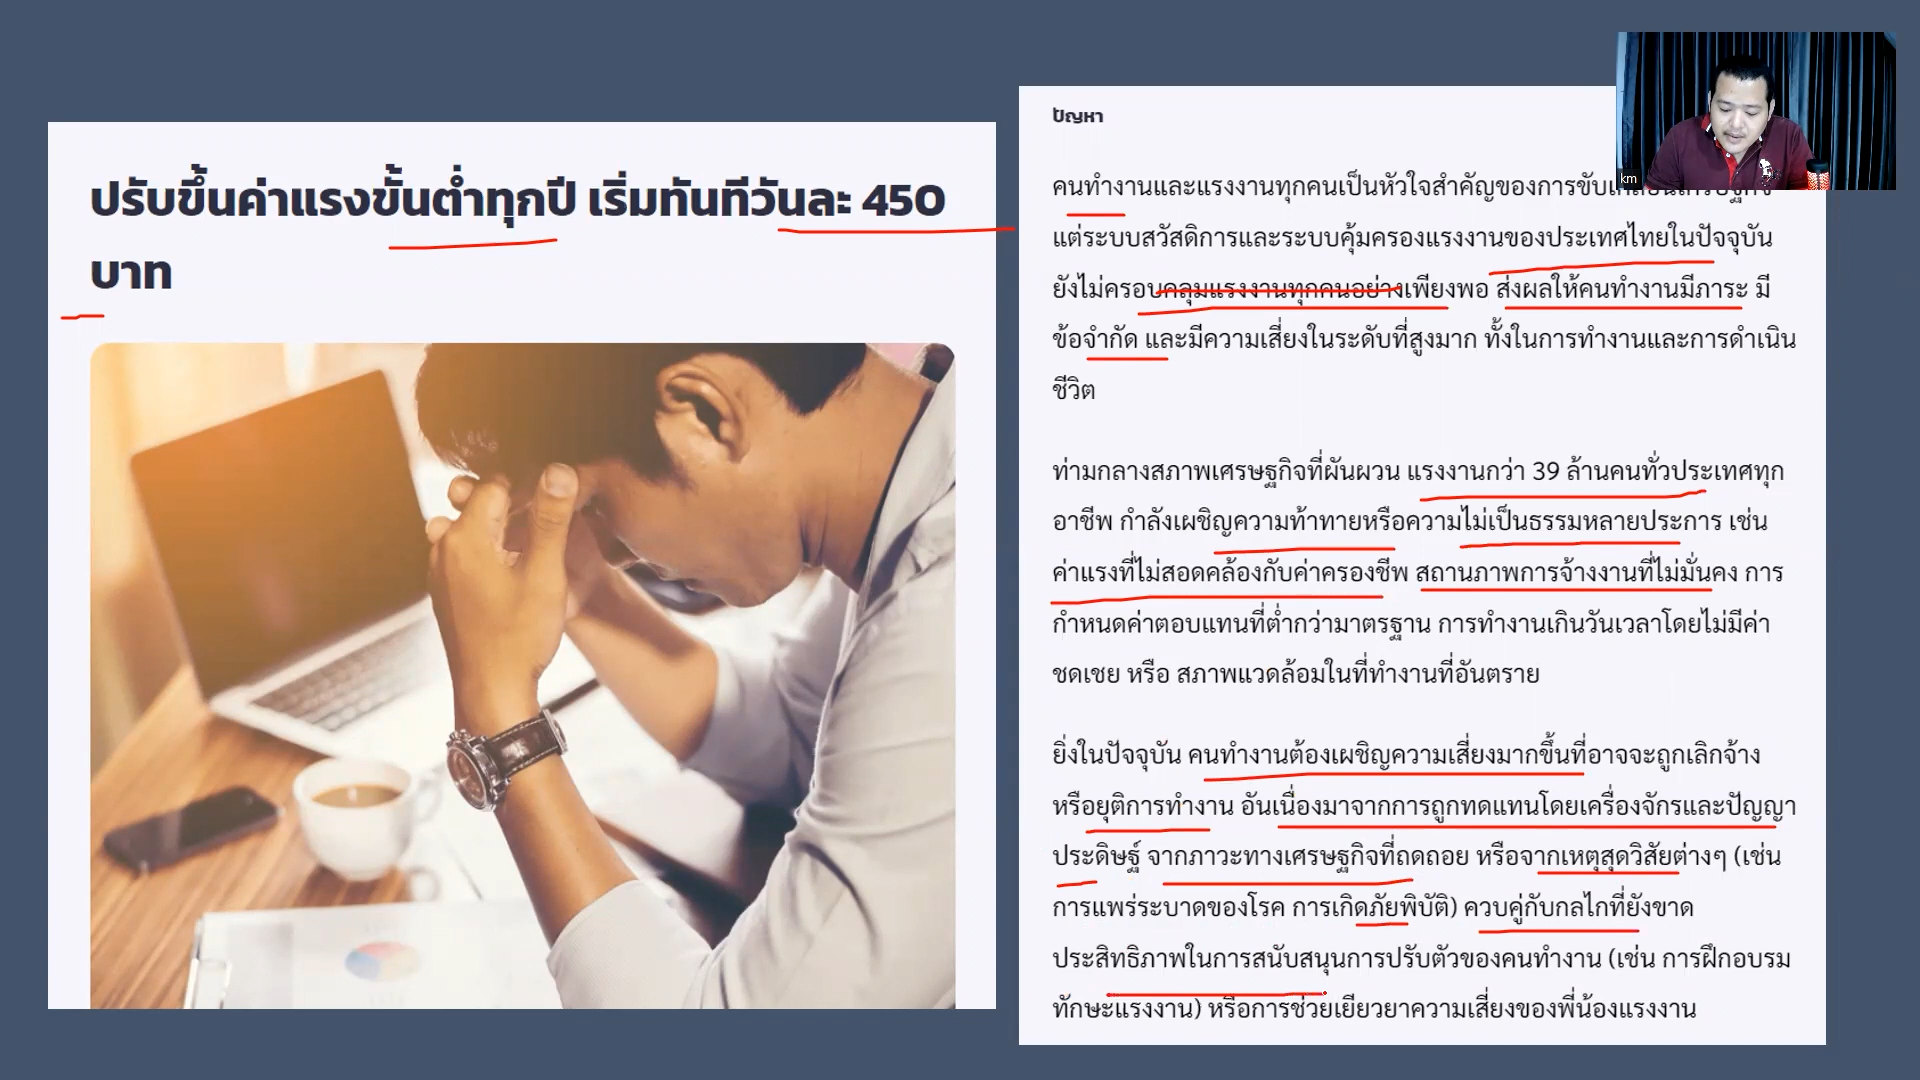 ปรับขึ้นค่าแรงขั้นต่ำทุกปี เริ่มทันทีวันละ 450
บาท
ปัญหา
คนทำงานและแรงงานทุกคนเป็นหัวใจสำคัญของการ
แต่ระบบสวัสดิการและระบบคุ้มครองแรงงานของประเทศไทยในปัจจุบัน
ยังไม่ครอบคลุมแรงงานทุกคนอย่างเพียงพอ ส่งผลให้คนทำงานมีภาระ มี
ข้อจำกัด และมีความเสี่ยงในระดับที่สูงมาก ทั้งในการทำงานและการดำเนิน
ชีวิต
ท่ามกลางสภาพเศรษฐกิจที่ผันผวน แรงงานกว่า 39 ล้านคนทั่วประเทศทุก
อาชีพ กำลังเผชิญความท้าทายหรือความไม่เป็นธรรมหลายประการ เช่น
ค่าแรงที่ไม่สอดคล้องกับค่าครองชีพ สถานภาพการจ้างงานที่ไม่มั่นคง การ
กำหนดค่าตอบแทนที่ต่ำกว่ามาตรฐาน การทำงานเกินวันเวลาโดยไม่มีค่า
ชดเชย หรือ สภาพแวดล้อมในที่ทำงานที่อันตราย
ยิ่งในปัจจุบัน คนทำงานต้องเผชิญความเสี่ยงมากขึ้นที่อาจจะถูกเลิกจ้าง
หรือยุติการทำงาน อันเนื่องมาจากการถูกทดแทนโดยเครื่องจักรและปัญญา
ประดิษฐ์ จากภาวะทางเศรษฐกิจที่ถดถอย หรือจากเหตุสุดวิสัยต่างๆ (เช่น
การแพร่ระบาดของโรค การเกิดภัยพิบัติ) ควบคู่กับกลไกที่ยังขาด
ประสิทธิภาพในการสนับสนุนการปรับตัวของคนทำงาน (เช่น การฝึกอบรม
ทักษะแรงงาน) หรือการช่วยเยียวยาความเสี่ยงของพี่น้องแรงงาน
km